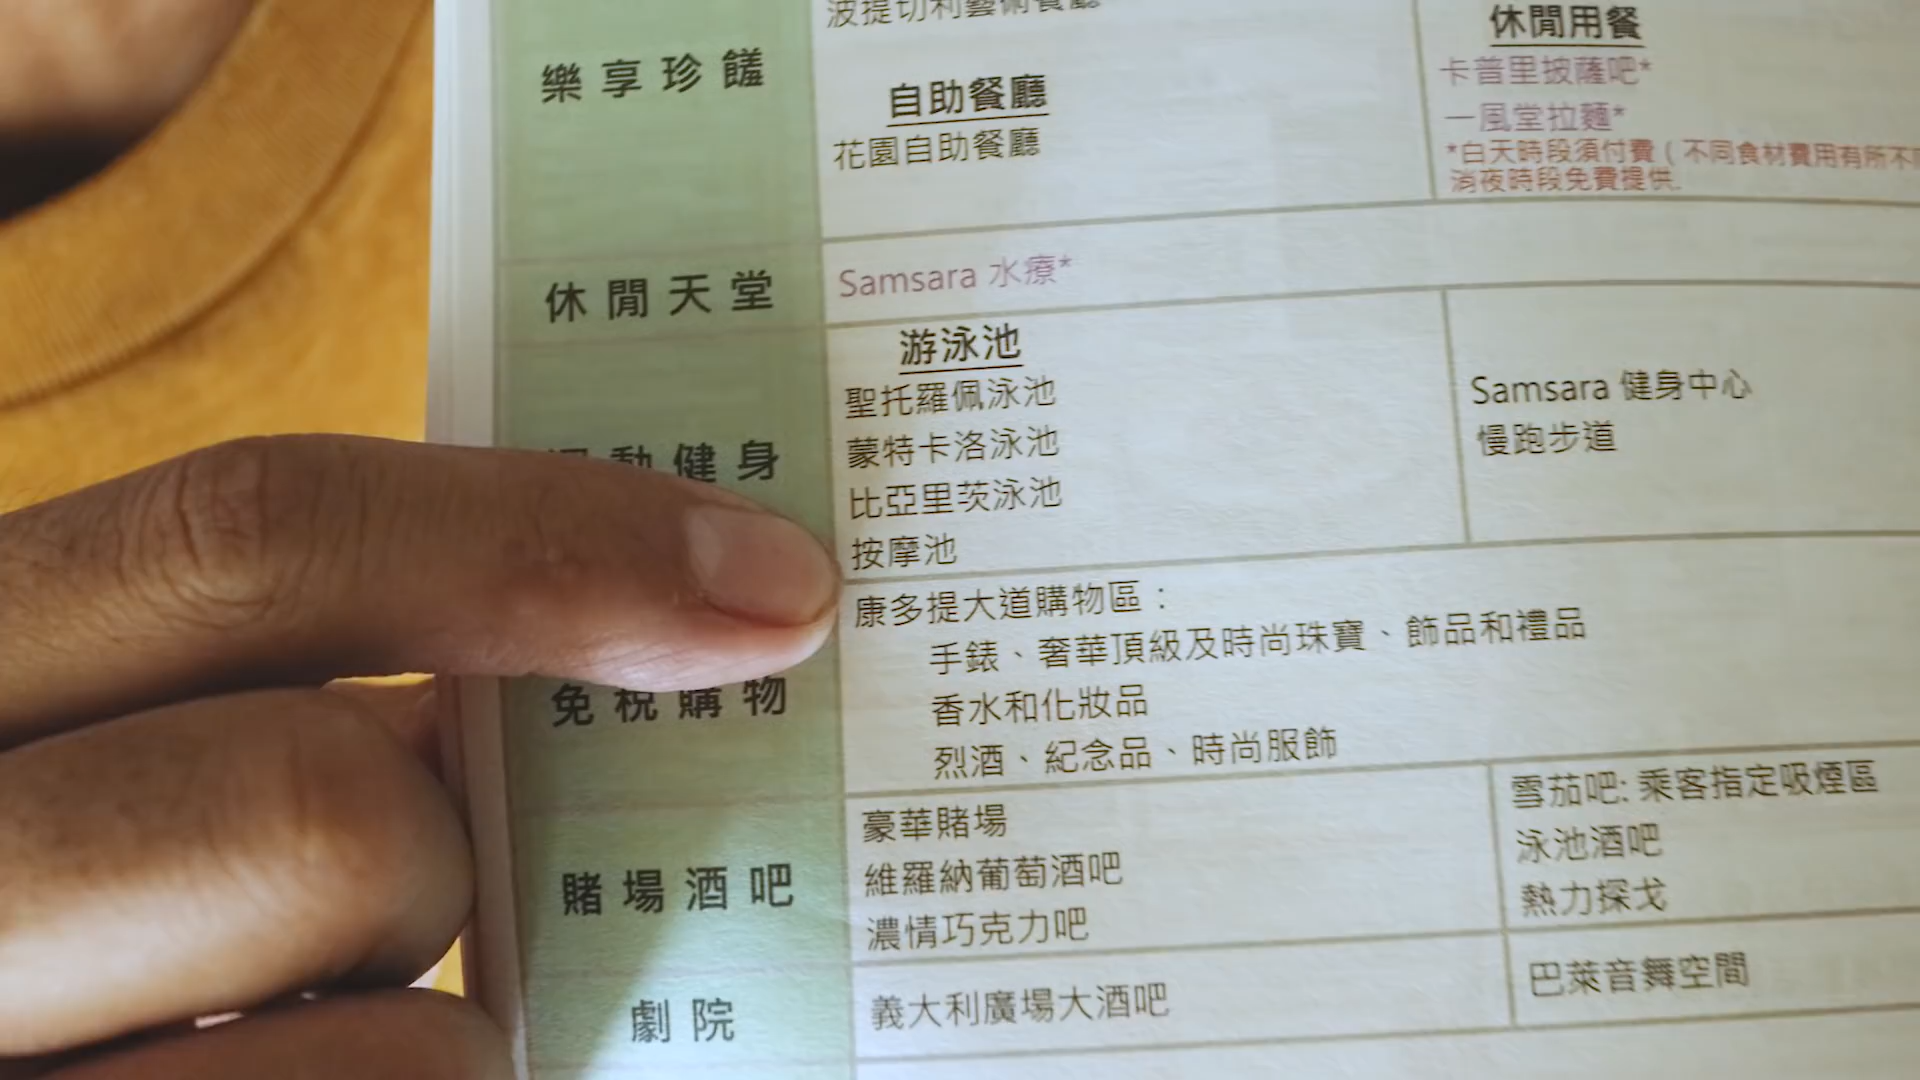 樂享珍饈
波提切利藝術餐廳
自助餐廳
花園自助餐廳
休閒用餐
卡普里披薩吧*
一風堂拉麵*
*白天時段須付費(不同食材費用有所不
消夜時段免費提供.
休閒天堂
Samsara 水療*
動健身
游泳池
聖托羅佩泳池
蒙特卡洛泳池
比亞里茨泳池
按摩池
Samsara 健身中心
慢跑步道
免稅購物
康多提大道購物區：
手錶、奢華頂級及時尚珠寶、飾品和禮品
香水和化妝品
烈酒、紀念品、時尚服飾
賭場酒吧
豪華賭場
維羅納葡萄酒吧
濃情巧克力吧
雪茄吧: 乘客指定吸煙區
泳池酒吧
熱力探戈
劇院
義大利廣場大酒吧
巴萊音舞空間